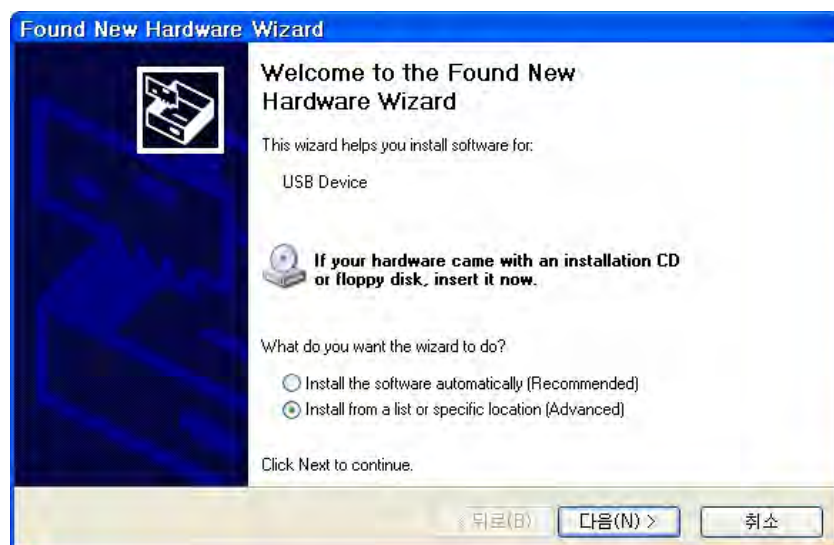 Found New Hardware Wizard
Welcome to the Found New
Hardware Wizard
This wizard helps you install software for:
USB Device
If your hardware came with an installation CD
or floppy disk, insert it now.
What do you want the wizard to do?
Install the software automatically (Recommended)
Install from a list or specific location (Advanced)
Click Next to continue.
뒤로(B) 다음(N) > 취소